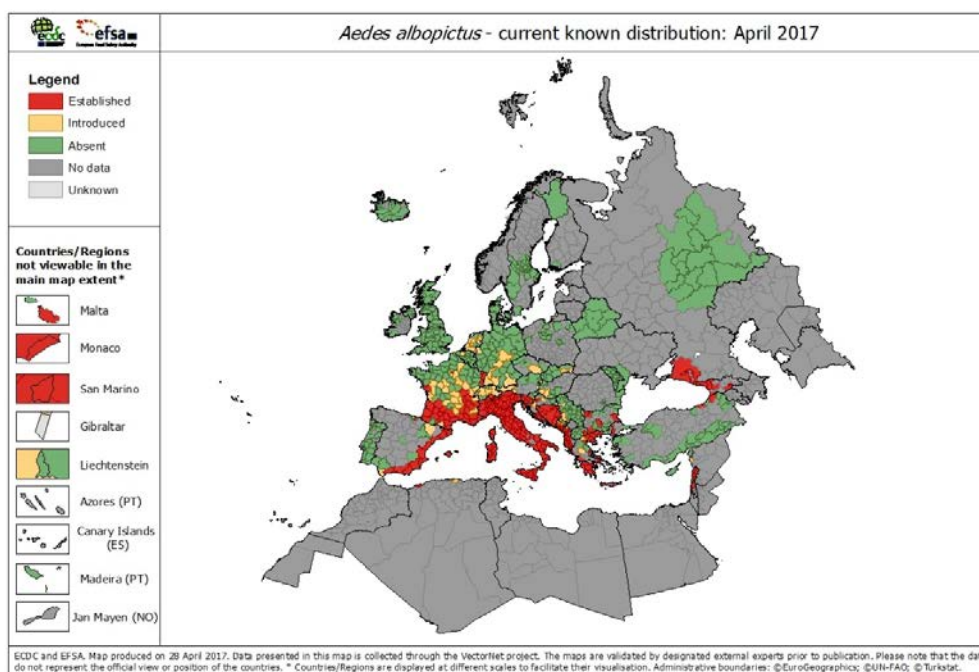 ecdc
efsa
European Food Safety Authority
Aedes albopictus - current known distribution: April 2017
Legend
Established
Introduced
Absent
No data
Unknown
Countries/Regions
not viewable in the
main map extent*
Malta
Monaco
San Marino
Gibraltar
Liechtenstein
Azores (PT)
Canary Islands
(ES)
Madeira (PT)
Jan Mayen (NO)
ECDC and EFSA. Map produced on 28 April 2017. Data presented in this map is collected through the VectorNet project. The maps are validated by designated external experts prior to publication. Please note that the d
do not represent the official view or position of the countries. * Countries/Regions are displayed at different scales to facilitate their visualisation. Administrative boundaries: ©EuroGeographics; ©UN-FAO; ©Turkstat.